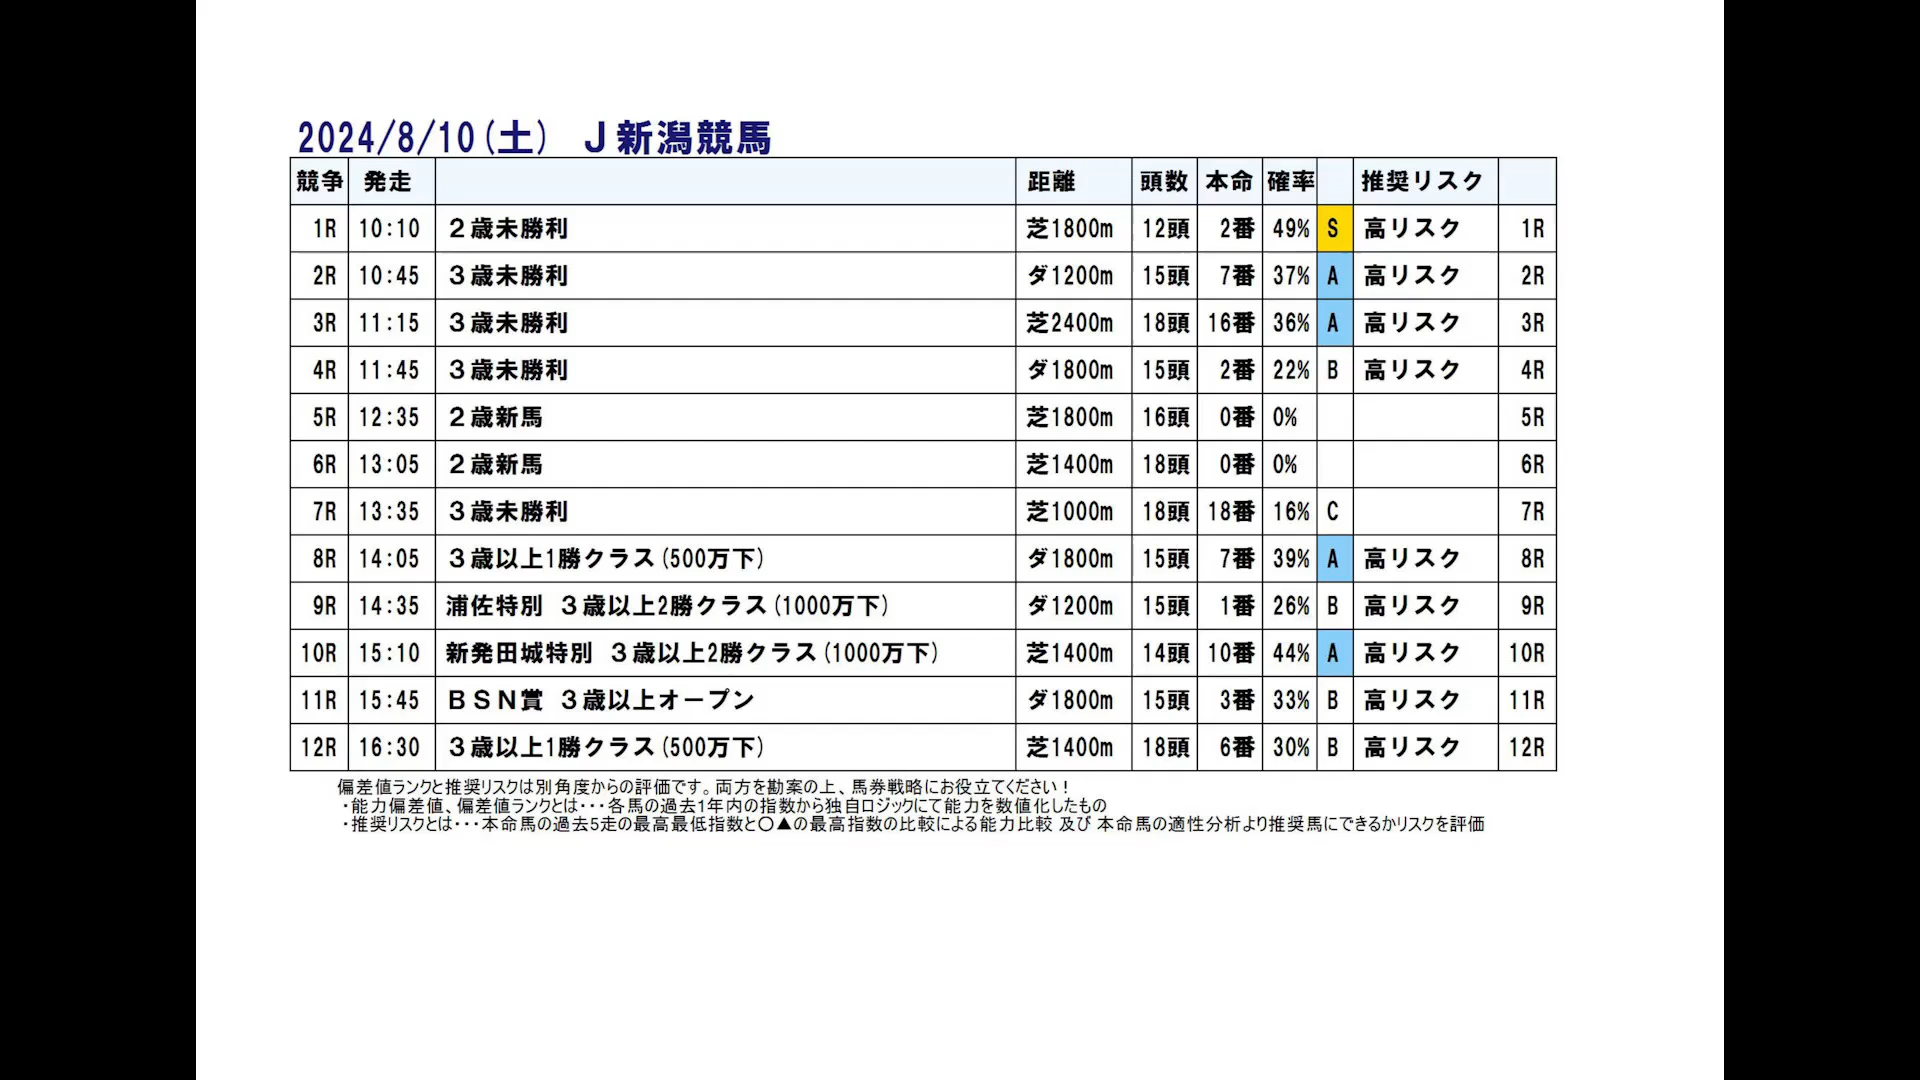 2024/8/10(土)　Ｊ新潟競馬
競争 発走 距離 頭数 本命 確率 推奨リスク
1R 10:10 ２歳未勝利 芝1800m 12頭 2番 49% S 高リスク 1R
2R 10:45 ３歳未勝利 ダ1200m 15頭 7番 37% A 高リスク 2R
3R 11:15 ３歳未勝利 芝2400m 18頭 16番 36% A 高リスク 3R
4R 11:45 ３歳未勝利 ダ1800m 15頭 2番 22% B 高リスク 4R
5R 12:35 ２歳新馬 芝1800m 16頭 0番 0% 5R
6R 13:05 ２歳新馬 芝1400m 18頭 0番 0% 6R
7R 13:35 ３歳未勝利 芝1000m 18頭 18番 16% C 7R
8R 14:05 ３歳以上1勝クラス(500万下) ダ1800m 15頭 7番 39% A 高リスク 8R
9R 14:35 浦佐特別 ３歳以上2勝クラス(1000万下) ダ1200m 15頭 1番 26% B 高リスク 9R
10R 15:10 新発田城特別 ３歳以上2勝クラス(1000万下) 芝1400m 14頭 10番 44% A 高リスク 10R
11R 15:45 ＢＳＮ賞 ３歳以上オープン ダ1800m 15頭 3番 33% B 高リスク 11R
12R 16:30 ３歳以上1勝クラス(500万下) 芝1400m 18頭 6番 30% B 高リスク 12R
偏差値ランクと推奨リスクは別角度からの評価です。両方を勘案の上、馬券戦略にお役立てください！
・能力偏差値、偏差値ランクとは・・・各馬の過去1年内の指数から独自ロジックにて能力を数値化したもの
・推奨リスクとは・・・本命馬の過去5走の最高最低指数と〇▲の最高指数の比較による能力比較 及び 本命馬の適性分析より推奨馬にできるかリスクを評価